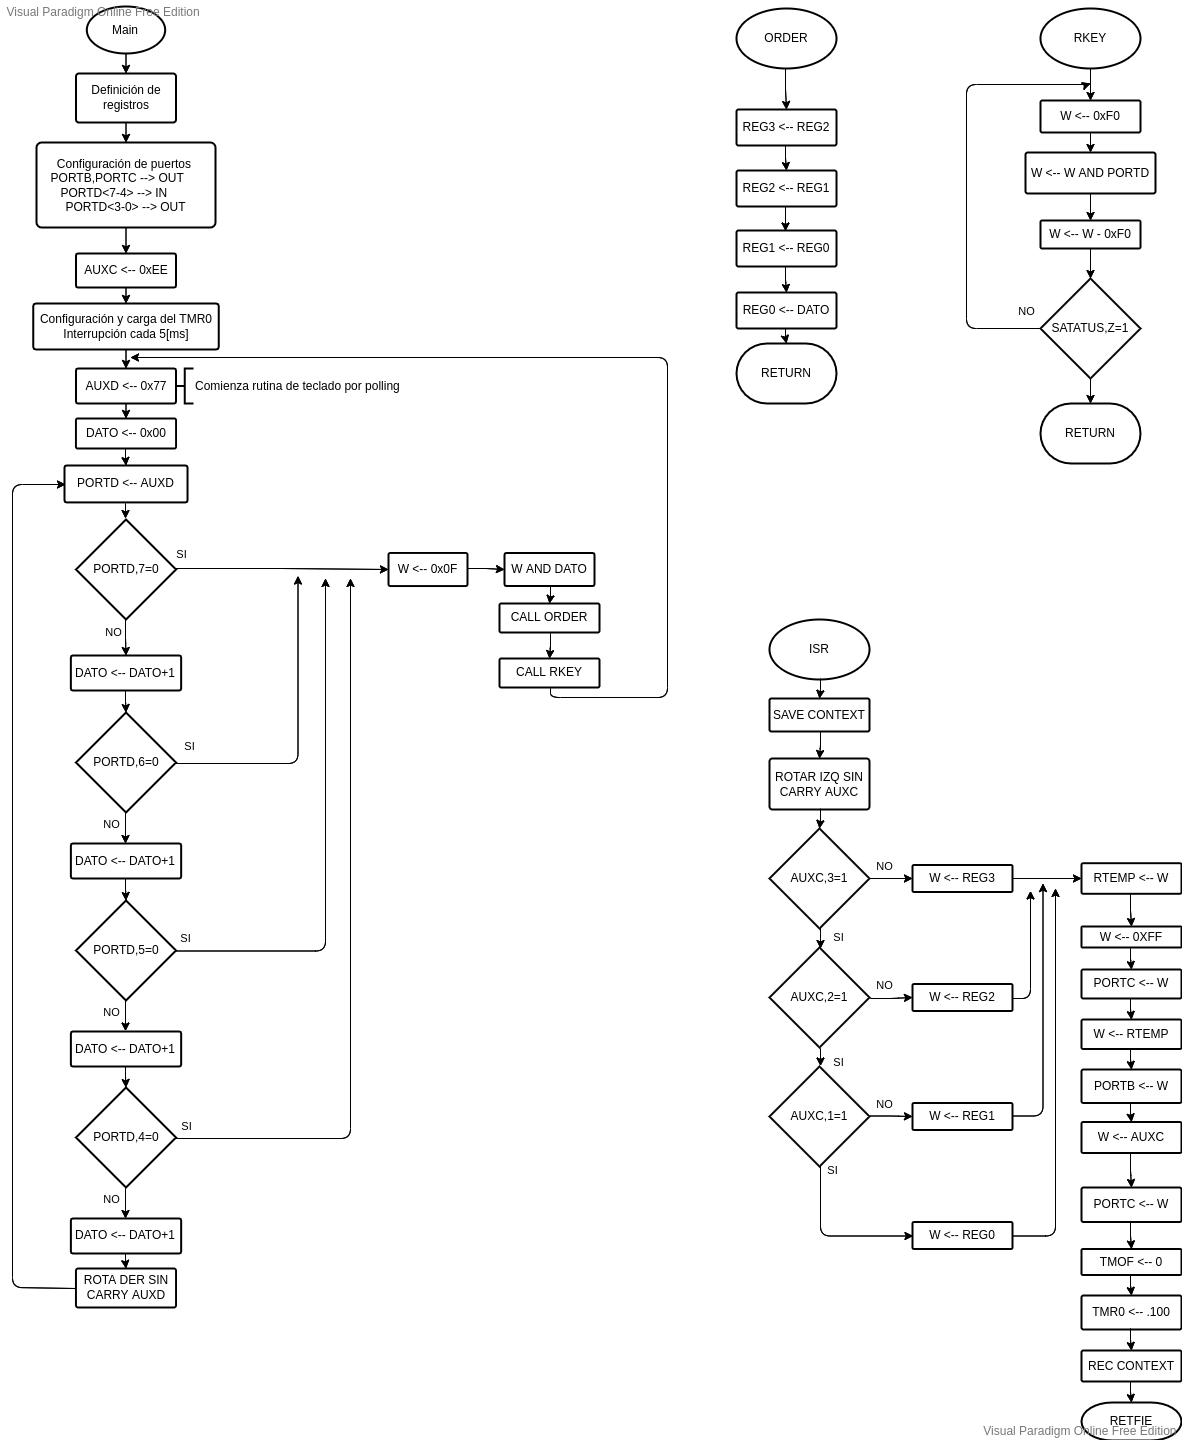 Visual Paradigm Online Free Edition
Main
Definición de
registros
Configuración de puertos
PORTB,PORTC --> OUT
PORTD<7-4> --> IN
PORTD<3-0> --> OUT
AUXC <-- 0xEE
Configuración y carga del TMR0
Interrupción cada 5[ms]
AUXD <-- 0x77
Comienza rutina de teclado por polling
DATO <-- 0x00
PORTD <-- AUXD
PORTD,7=0
SI
NO
W <-- 0x0F
W AND DATO
CALL ORDER
CALL RKEY
DATO <-- DATO+1
PORTD,6=0
SI
NO
DATO <-- DATO+1
PORTD,5=0
SI
NO
DATO <-- DATO+1
PORTD,4=0
SI
NO
DATO <-- DATO+1
ROTA DER SIN
CARRY AUXD
ORDER
REG3 <-- REG2
REG2 <-- REG1
REG1 <-- REG0
REG0 <-- DATO
RETURN
RKEY
W <-- 0xF0
W <-- W AND PORTD
W <-- W - 0xF0
NO
SATATUS,Z=1
RETURN
ISR
SAVE CONTEXT
ROTAR IZQ SIN
CARRY AUXC
AUXC,3=1
NO
W <-- REG3
SI
AUXC,2=1
NO
W <-- REG2
SI
AUXC,1=1
NO
W <-- REG1
SI
W <-- REG0
RTEMP <-- W
W <-- 0XFF
PORTC <-- W
W <-- RTEMP
PORTB <-- W
W <-- AUXC
PORTC <-- W
TMOF <-- 0
TMR0 <-- .100
REC CONTEXT
RETFIE
Visual Paradigm Online Free Edition